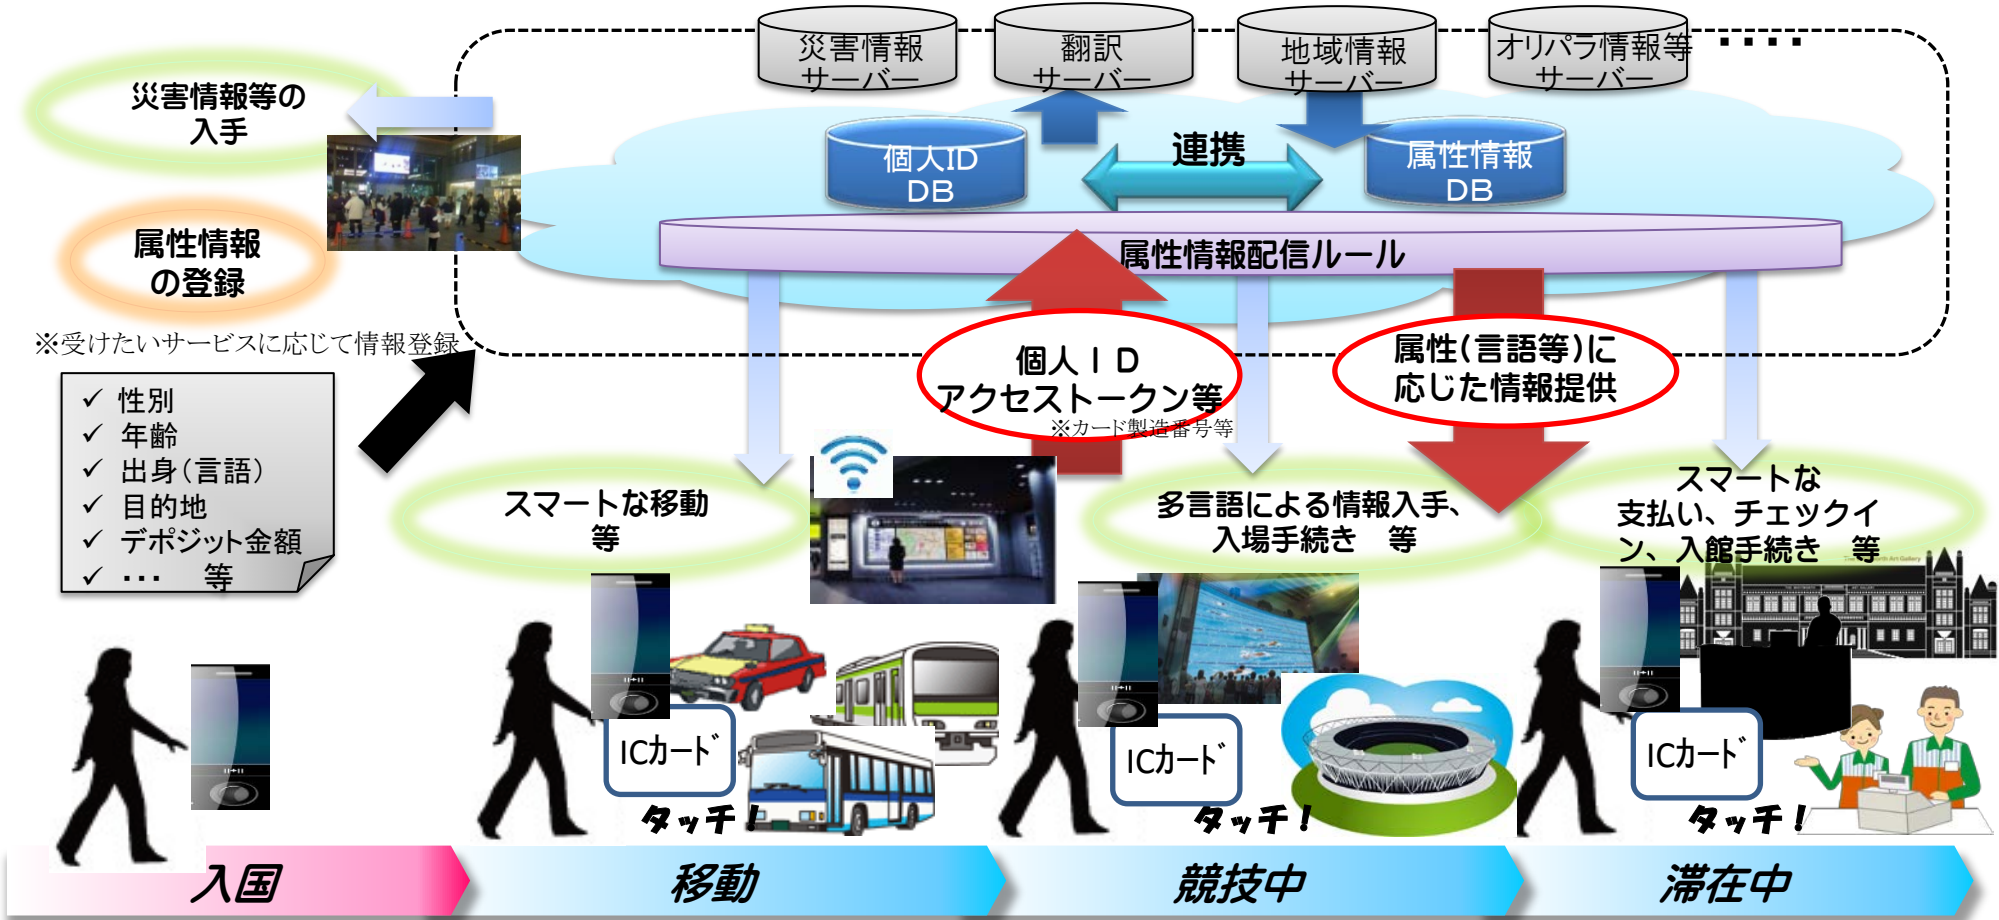 災害情報
サーバー
翻訳
サーバー
地域情報
サーバー
オリパラ情報等
サーバー
・・・・
災害情報等の
入手
個人ID
DB
連携
属性情報
DB
属性情報
の登録
属性情報配信ルール
※受けたいサービスに応じて情報登録
個人ID
アクセストークン等
※カード製造番号等
属性(言語等)に
応じた情報提供
✓ 性別
✓ 年齢
✓ 出身(言語)
✓ 目的地
✓ デポジット金額
✓ ・・・ 等
スマートな移動
等
多言語による情報入手、
入場手続き 等
スマートな
支払い、チェックイ
ン、入館手続き 等
ICカード
タッチ!
ICカード
タッチ!
ICカード
タッチ!
入国
移動
競技中
滞在中